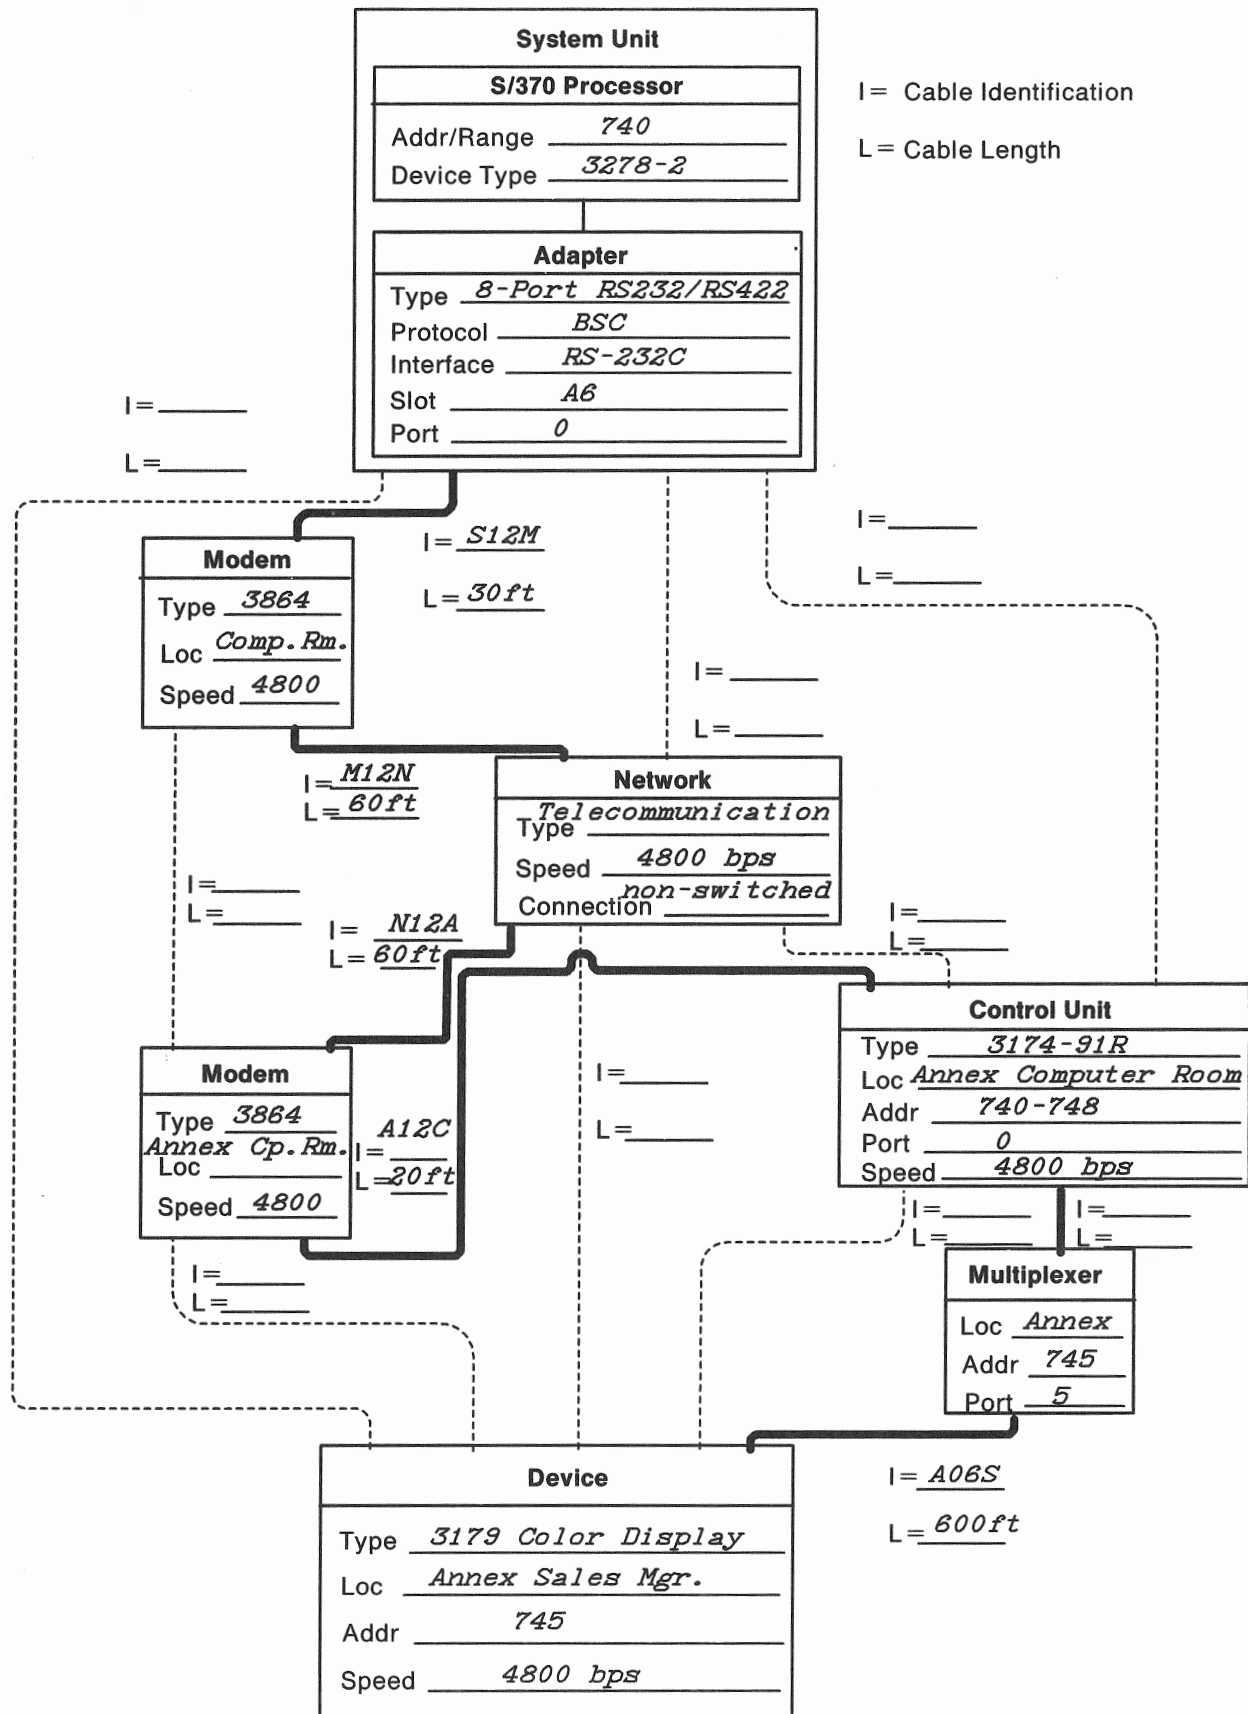 System Unit
S/370 Processor
Addr/Range 740
Device Type 3278-2
I= Cable Identification
L= Cable Length
Adapter
Type 8-Port RS232/RS422
Protocol BSC
Interface RS-232C
Slot A6
Port 0
I=
L=
I= S12M
L= 30ft
I=
L=
Modem
Type 3864
Loc Comp.Rm.
Speed 4800
I=
L=
I= M12N
L= 60ft
Network
Type Telecommunication
Speed 4800 bps
Connection non-switched
I=
L=
I= N12A
L= 60ft
I=
L=
Control Unit
Type 3174-91R
Loc Annex Computer Room
Addr 740-748
Port 0
Speed 4800 bps
Modem
Type 3864
Loc Annex Cp.Rm.
Speed 4800
I= A12C
L= 20ft
I=
L=
I=
L=
I=
L=
I=
L=
Multiplexer
Loc Annex
Addr 745
Port 5
I= A06S
L= 600ft
Device
Type 3179 Color Display
Loc Annex Sales Mgr.
Addr 745
Speed 4800 bps